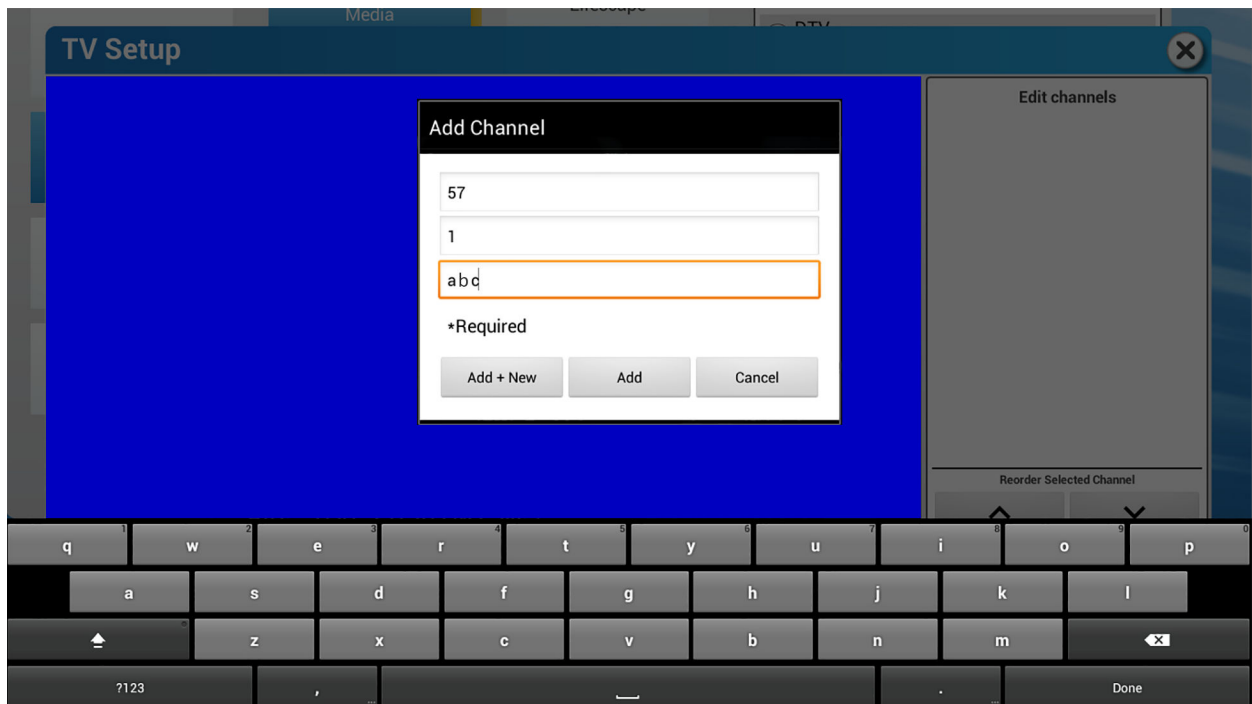 Media
DTV
TV Setup
Edit channels
Add Channel
57
1
abc
*Required
Add + New Add Cancel
Reorder Selected Channel
1 2 3 4 5 6 7 8 9 0
q w e r t y u i o p
a s d f g h j k l
z x c v b n m
?123 , . Done